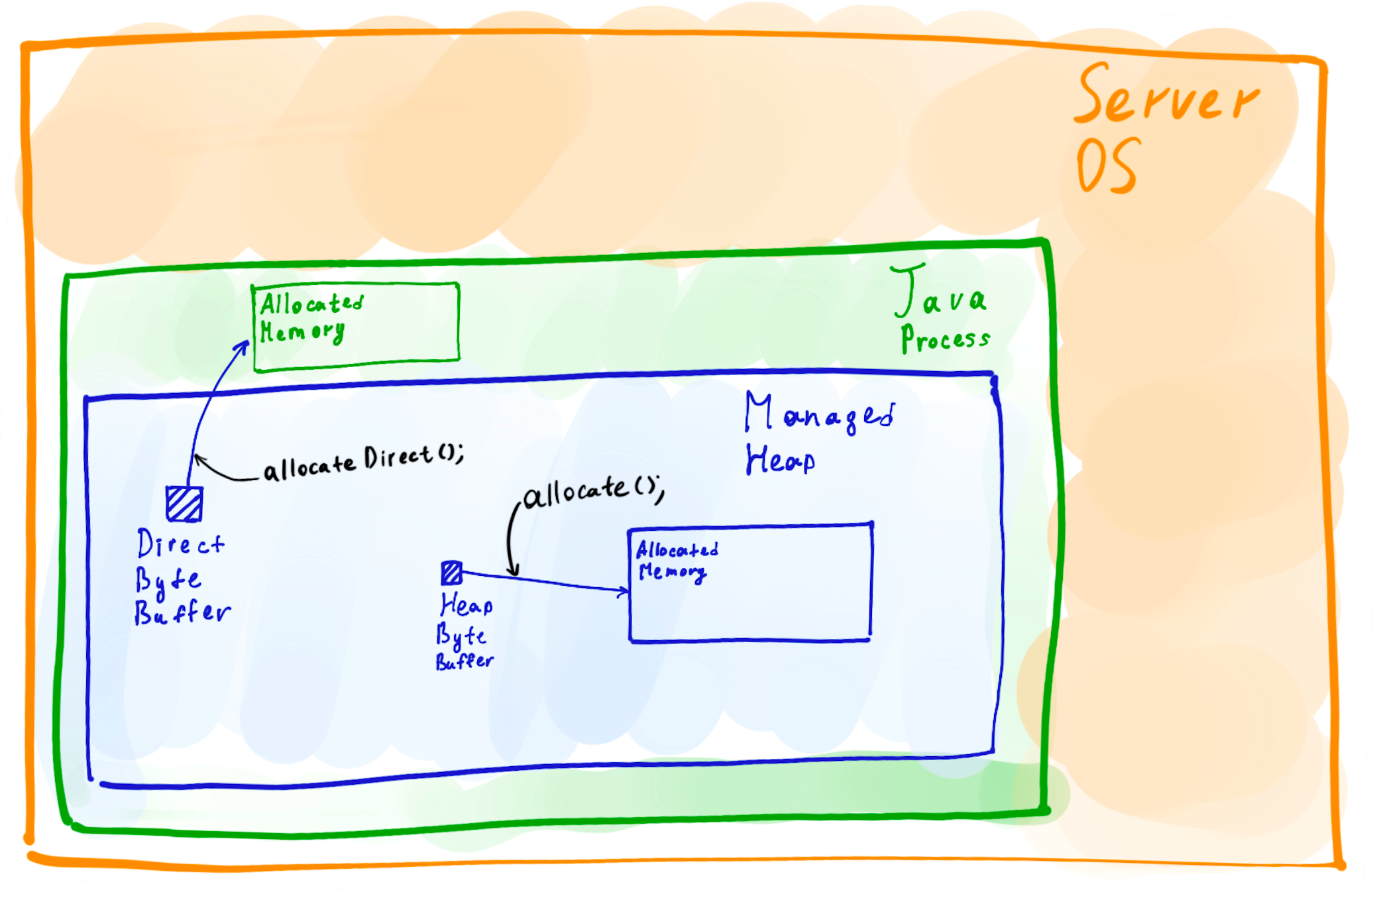 Server
OS
Allocated
Memory
Java
Process
Managed
Heap
allocateDirect();
allocate();
Direct
Byte
Buffer
Allocated
Memory
Heap
Byte
Buffer